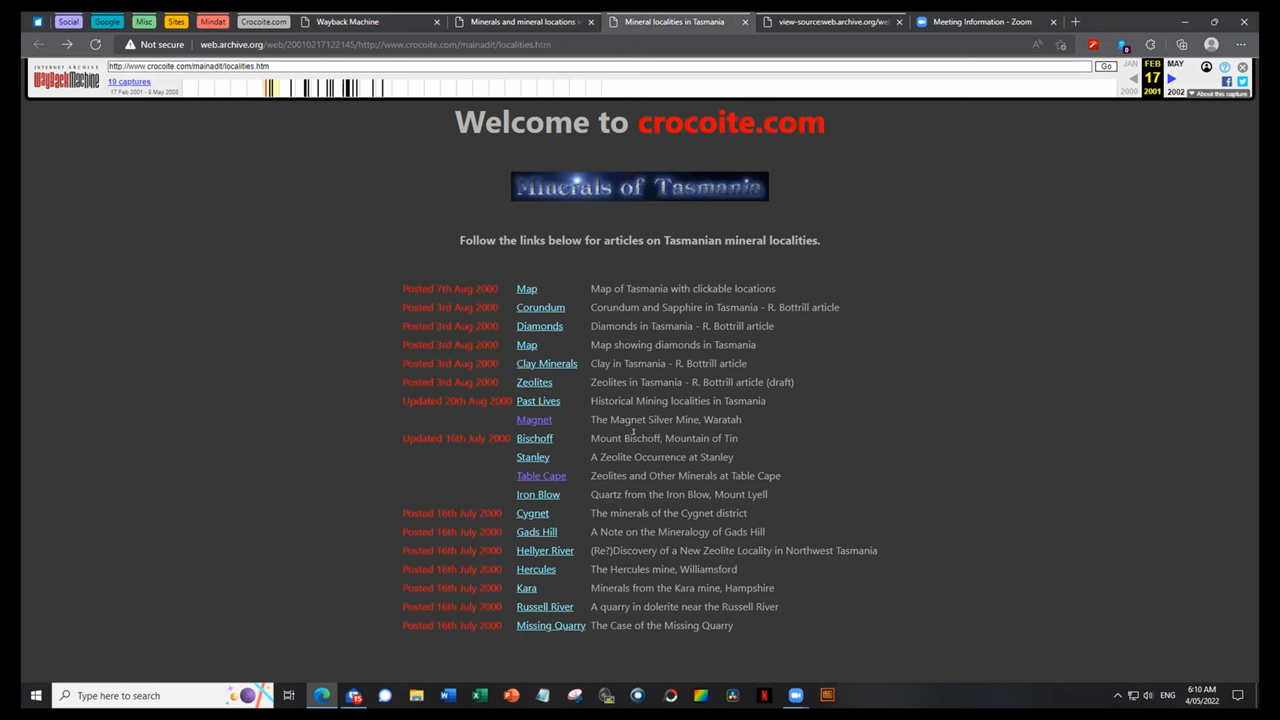 Social
Google
Misc
Sites
Mindat
Crocoite.com
Wayback Machine
Minerals and mineral locations in
Mineral localities in Tasmania
view-source:web.archive.org/we
Meeting Information - Zoom
Not secure
web.archive.org/web/20010217122145/http://www.crocoite.com/mainadit/localities.htm
INTERNET ARCHIVE
WayBackMachine
http://www.crocoite.com/mainadit/localities.htm
Go
JAN FEB MAY
19 captures
17 Feb 2001 - 9 May 2008
17
2000 2001 2002
About this capture
Welcome to crocoite.com
Minerals of Tasmania
Follow the links below for articles on Tasmanian mineral localities.
Posted 7th Aug 2000 Map Map of Tasmania with clickable locations
Posted 3rd Aug 2000 Corundum Corundum and Sapphire in Tasmania - R. Bottrill article
Posted 3rd Aug 2000 Diamonds Diamonds in Tasmania - R. Bottrill article
Posted 3rd Aug 2000 Map Map showing diamonds in Tasmania
Posted 3rd Aug 2000 Clay Minerals Clay in Tasmania - R. Bottrill article
Posted 3rd Aug 2000 Zeolites Zeolites in Tasmania - R. Bottrill article (draft)
Updated 20th Aug 2000 Past Lives Historical Mining localities in Tasmania
Magnet The Magnet Silver Mine, Waratah
Updated 16th July 2000 Bischoff Mount Bischoff, Mountain of Tin
Stanley A Zeolite Occurrence at Stanley
Table Cape Zeolites and Other Minerals at Table Cape
Iron Blow Quartz from the Iron Blow, Mount Lyell
Posted 16th July 2000 Cygnet The minerals of the Cygnet district
Posted 16th July 2000 Gads Hill A Note on the Mineralogy of Gads Hill
Posted 16th July 2000 Hellyer River (Re?)Discovery of a New Zeolite Locality in Northwest Tasmania
Posted 16th July 2000 Hercules The Hercules mine, Williamsford
Posted 16th July 2000 Kara Minerals from the Kara mine, Hampshire
Posted 16th July 2000 Russell River A quarry in dolerite near the Russell River
Posted 16th July 2000 Missing Quarry The Case of the Missing Quarry
Type here to search
15
ENG
6:10 AM
4/05/2022